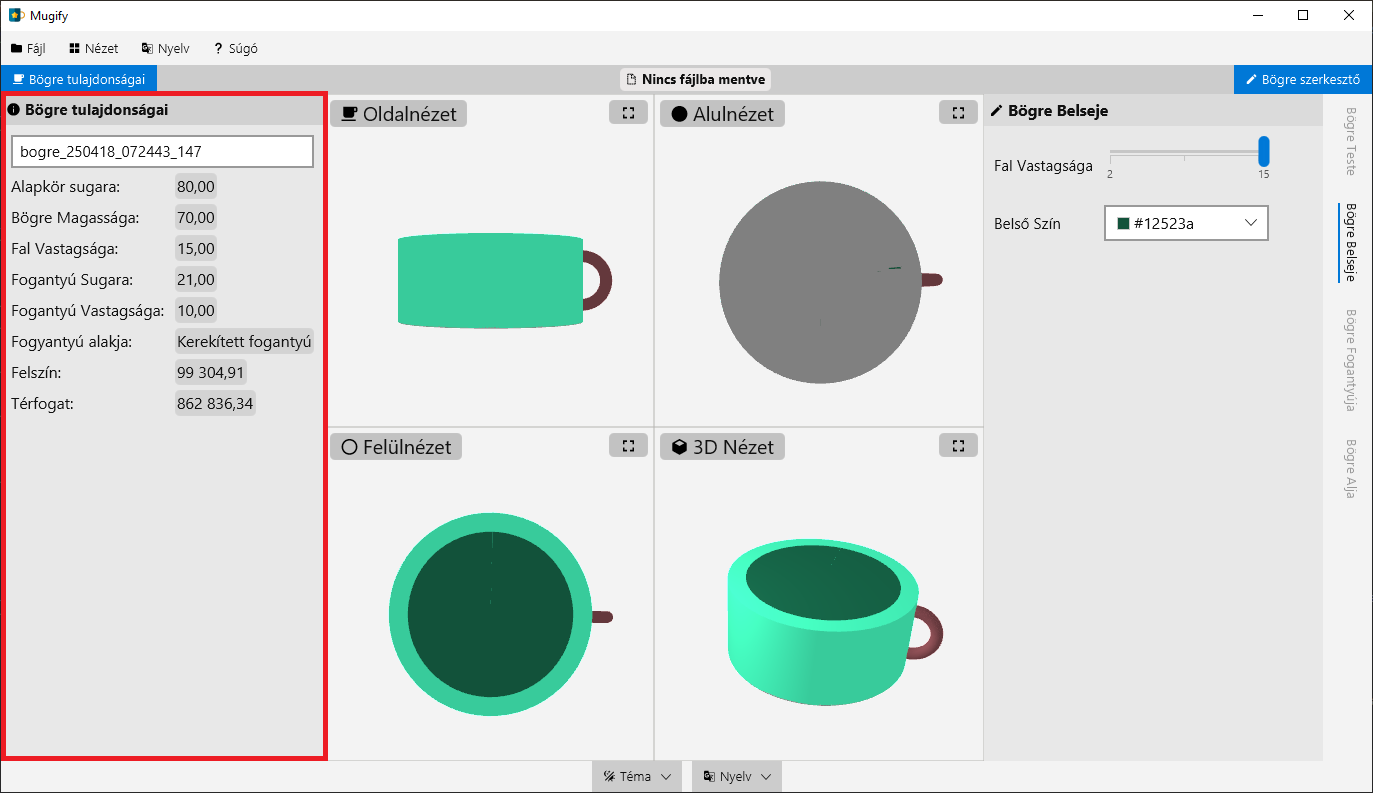 Mugify
Fájl Nézet Nyelv ? Súgó
Bögre tulajdonságai
Nincs fájlba mentve
Bögre szerkesztő
Bögre tulajdonságai
bogre_250418_072443_147
Alapkör sugara: 80,00
Bögre Magassága: 70,00
Fal Vastagsága: 15,00
Fogantyú Sugara: 21,00
Fogantyú Vastagsága: 10,00
Fogyantyú alakja: Kerekített fogantyú
Felszín: 99 304,91
Térfogat: 862 836,34
Oldalnézet
Alulnézet
Felülnézet
3D Nézet
Bögre Belseje
Fal Vastagsága
2 15
Belső Szín #12523a
Bögre Teste
Bögre Belseje
Bögre Fogantyúja
Bögre Alja
Téma
Nyelv